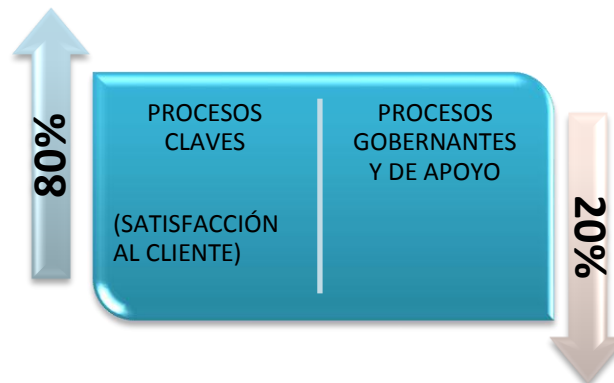 80%
PROCESOS
CLAVES
(SATISFACCIÓN
AL CLIENTE)
PROCESOS
GOBERNANTES
Y DE APOYO
20%